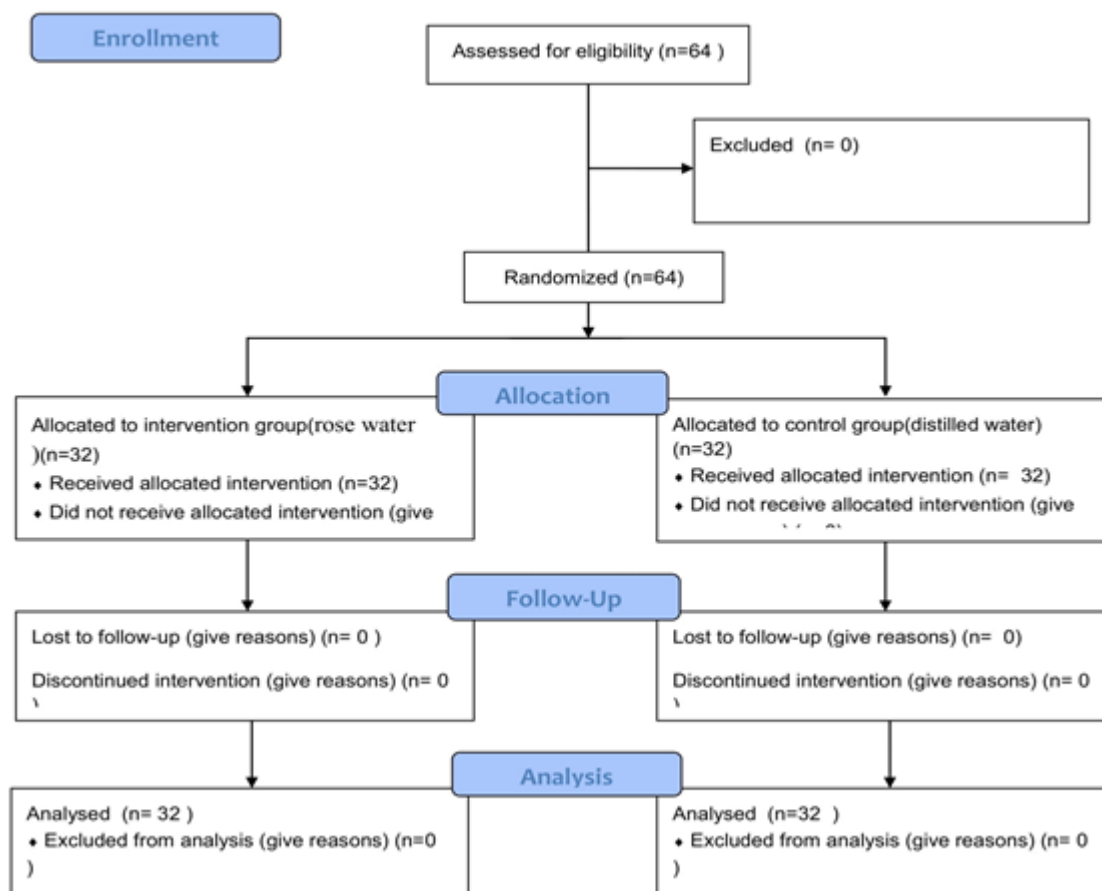 Enrollment
Assessed for eligibility (n=64 )
Excluded (n= 0)
Randomized (n=64)
Allocation
Allocated to intervention group(rose water
)(n=32)
⬥ Received allocated intervention (n=32)
⬥ Did not receive allocated intervention (give
Allocated to control group(distilled water)
(n=32)
⬥ Received allocated intervention (n= 32)
⬥ Did not receive allocated intervention (give
Follow-Up
Lost to follow-up (give reasons) (n= 0 )
Discontinued intervention (give reasons) (n= 0
)
Lost to follow-up (give reasons) (n= 0)
Discontinued intervention (give reasons) (n= 0
)
Analysis
Analysed (n= 32 )
⬥ Excluded from analysis (give reasons) (n=0
)
Analysed (n=32 )
⬥ Excluded from analysis (give reasons) (n= 0
)